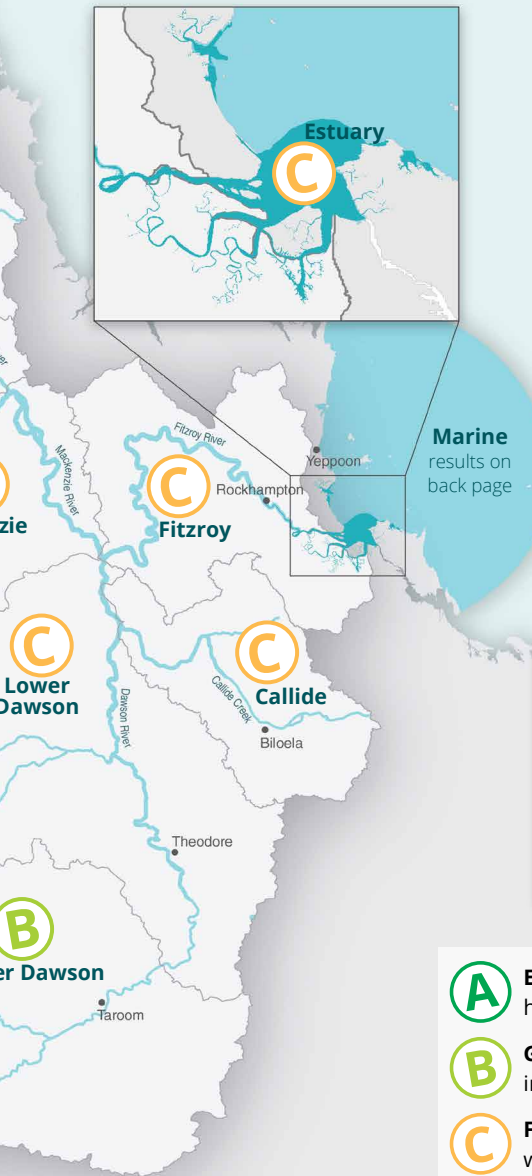 Estuary
C
Marine
results on
back page
Yeppoon
Fitzroy River
Rockhampton
C
Fitzroy
Mackenzie River
C
Lower
Dawson
C
Callide
Callide Creek
Biloela
Dawson River
Theodore
B
er Dawson
Taroom
A
B
C